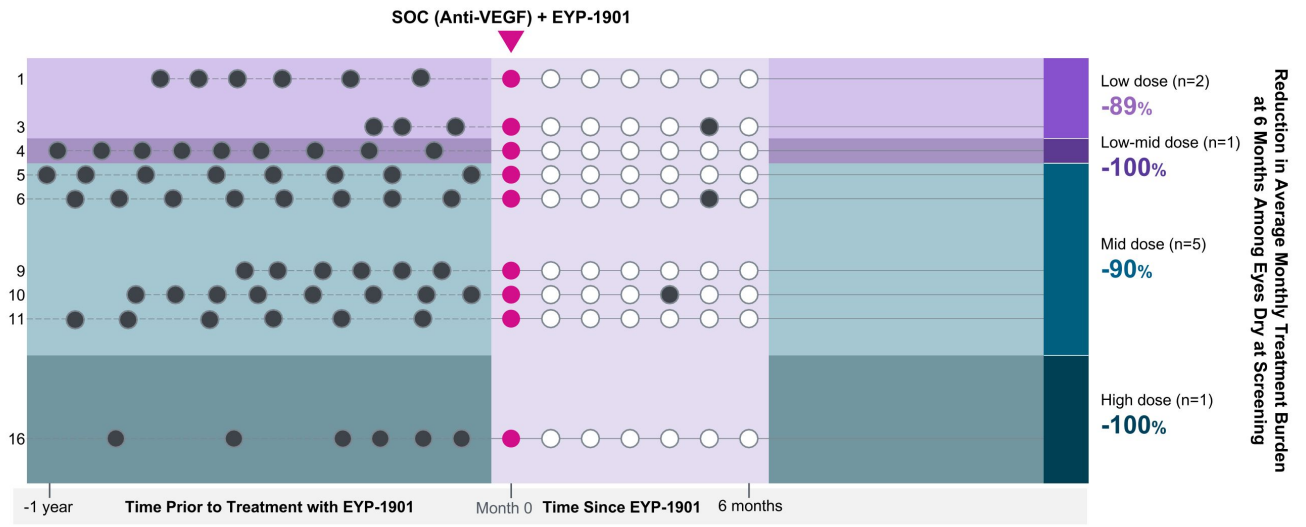 SOC (Anti-VEGF) + EYP-1901
1
3
4
5
6
9
10
11
16
Low dose (n=2)
-89%
Low-mid dose (n=1)
-100%
Mid dose (n=5)
-90%
High dose (n=1)
-100%
Reduction in Average Monthly Treatment Burden
at 6 Months Among Eyes Dry at Screening
-1 year
Time Prior to Treatment with EYP-1901
Month 0
Time Since EYP-1901
6 months